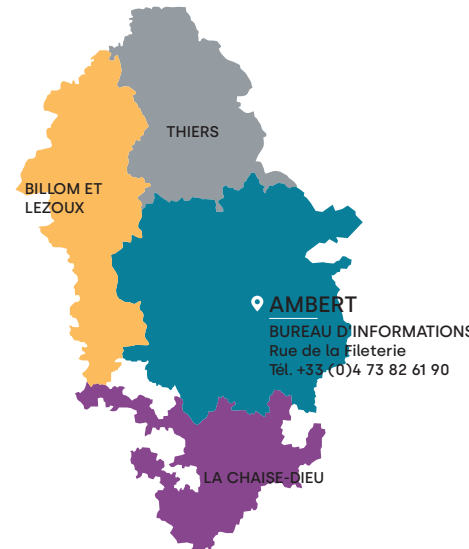 THIERS
BILLOM ET
LEZOUX
AMBERT
BUREAU D'INFORMATIONS
Rue de la Fileterie
Tél. +33 (0)4 73 82 61 90
LA CHAISE-DIEU